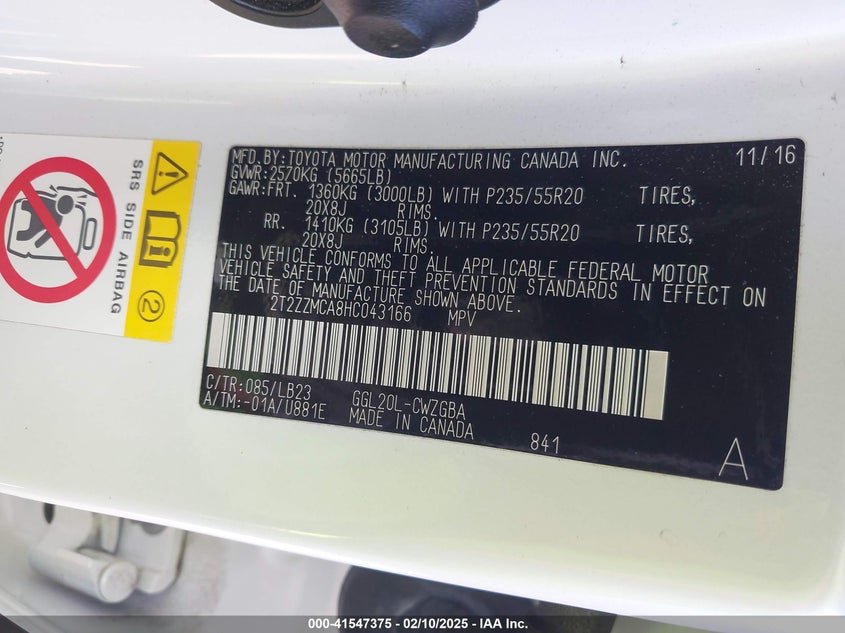 MFD.BY:TOYOTA MOTOR MANUFACTURING CANADA INC. 11/16
GVWR:2570KG (5665LB)
GAWR:FRT. 1360KG (3000LB) WITH P235/55R20 TIRES,
20X8J RIMS.
RR. 1410KG (3105LB) WITH P235/55R20 TIRES,
20X8J RIMS.
THIS VEHICLE CONFORMS TO ALL APPLICABLE FEDERAL MOTOR
VEHICLE SAFETY AND THEFT PREVENTION STANDARDS IN EFFECT ON
THE DATE OF MANUFACTURE SHOWN ABOVE.
2T2ZZMCA8HC043166 MPV
C/TR:085/LB23 GGL20L-CWZGBA
A/TM:-01A/U881E MADE IN CANADA 841
A
SRS SIDE AIRBAG
2
000-41547375 - 02/10/2025 - IAA Inc.